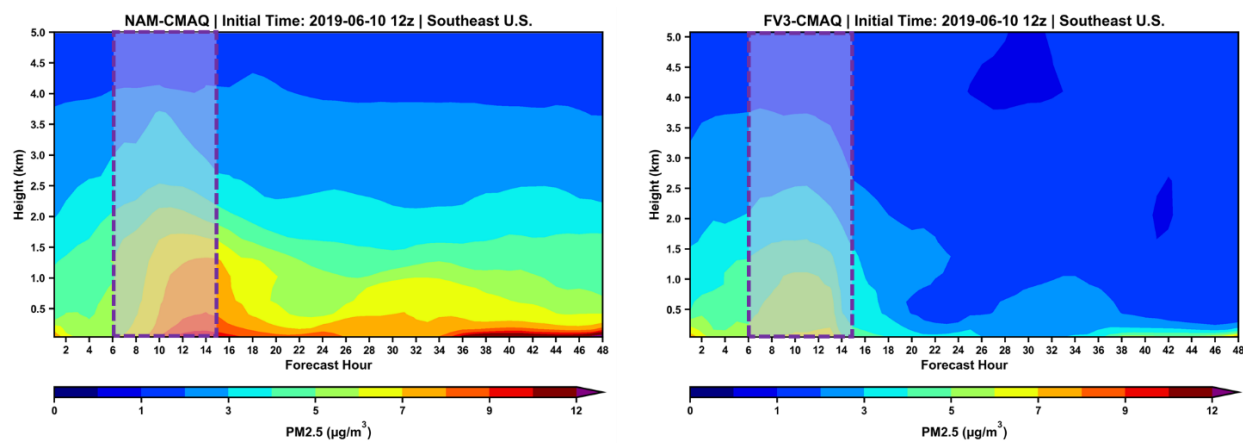 NAM-CMAQ | Initial Time: 2019-06-10 12z | Southeast U.S.
5.0
4.5
4.0
3.5
3.0
2.5
2.0
1.5
1.0
0.5
Height (km)
2 4 6 8 10 12 14 16 18 20 22 24 26 28 30 32 34 36 38 40 42 44 46 48
Forecast Hour
0 1 3 5 7 9 12
PM2.5 (µg/m³)
FV3-CMAQ | Initial Time: 2019-06-10 12z | Southeast U.S.
5.0
4.5
4.0
3.5
3.0
2.5
2.0
1.5
1.0
0.5
Height (km)
2 4 6 8 10 12 14 16 18 20 22 24 26 28 30 32 34 36 38 40 42 44 46 48
Forecast Hour
0 1 3 5 7 9 12
PM2.5 (µg/m³)